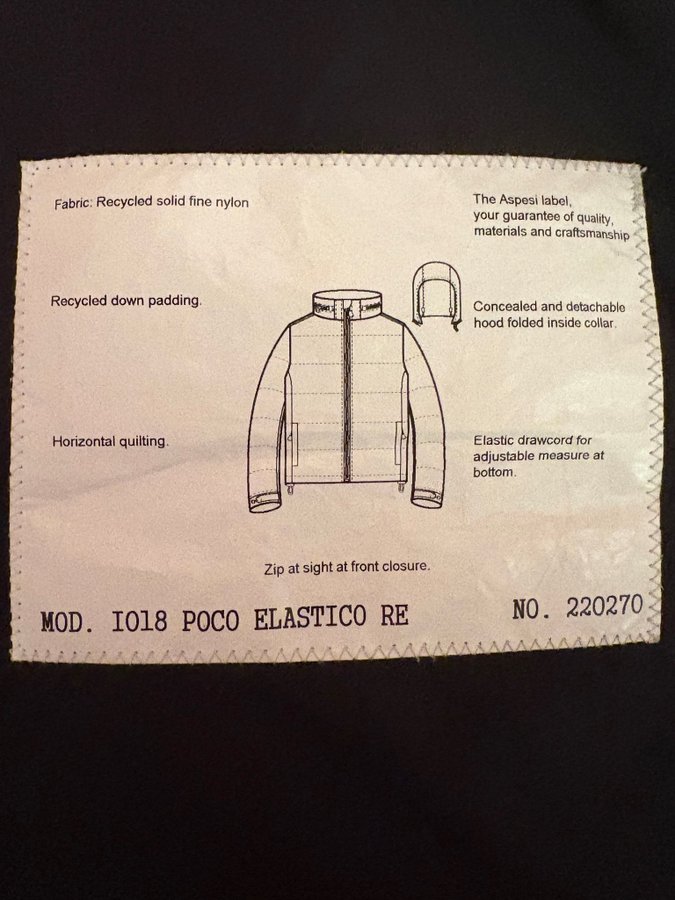 Fabric: Recycled solid fine nylon
The Aspesi label,
your guarantee of quality,
materials and craftsmanship
Recycled down padding.
Concealed and detachable
hood folded inside collar.
Horizontal quilting.
Elastic drawcord for
adjustable measure at
bottom.
Zip at sight at front closure.
MOD. IO18 POCO ELASTICO RE
NO. 220270